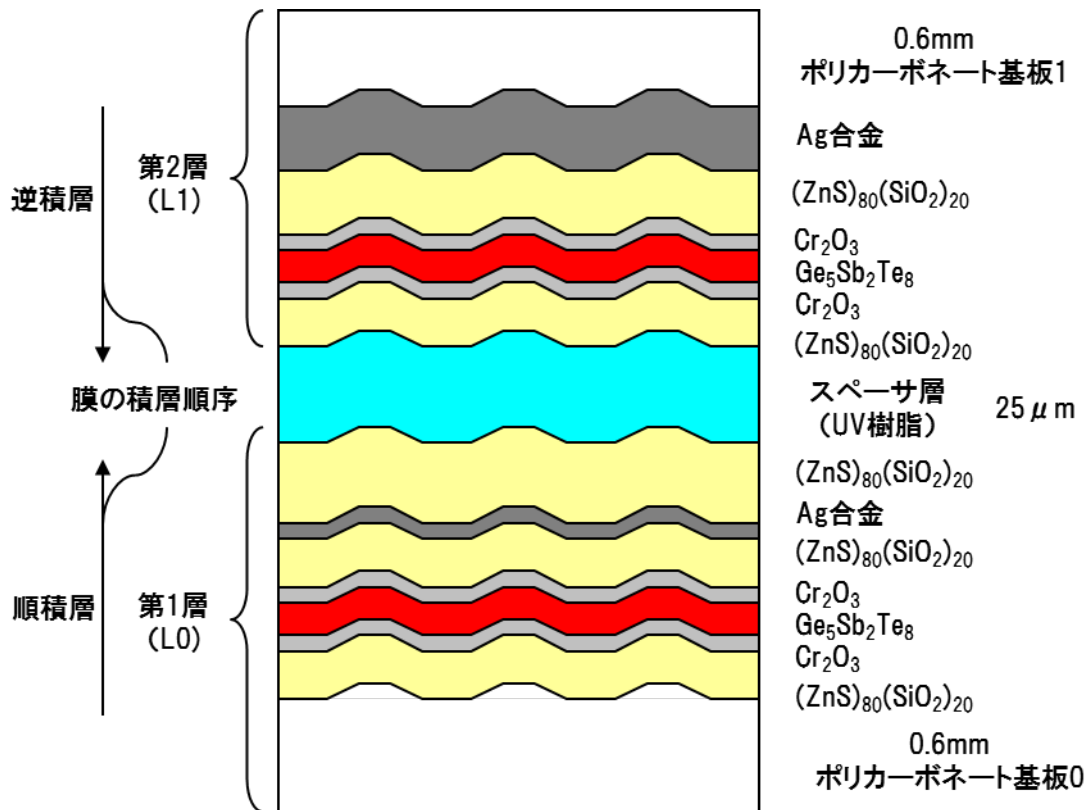 0.6mm
ポリカーボネート基板1
Ag合金
第2層
(L1)
逆積層
(ZnS)₈₀(SiO₂)₂₀
Cr₂O₃
Ge₅Sb₂Te₈
Cr₂O₃
(ZnS)₈₀(SiO₂)₂₀
膜の積層順序
スペーサ層
(UV樹脂)
25μm
(ZnS)₈₀(SiO₂)₂₀
Ag合金
(ZnS)₈₀(SiO₂)₂₀
順積層
第1層
(L0)
Cr₂O₃
Ge₅Sb₂Te₈
Cr₂O₃
(ZnS)₈₀(SiO₂)₂₀
0.6mm
ポリカーボネート基板0